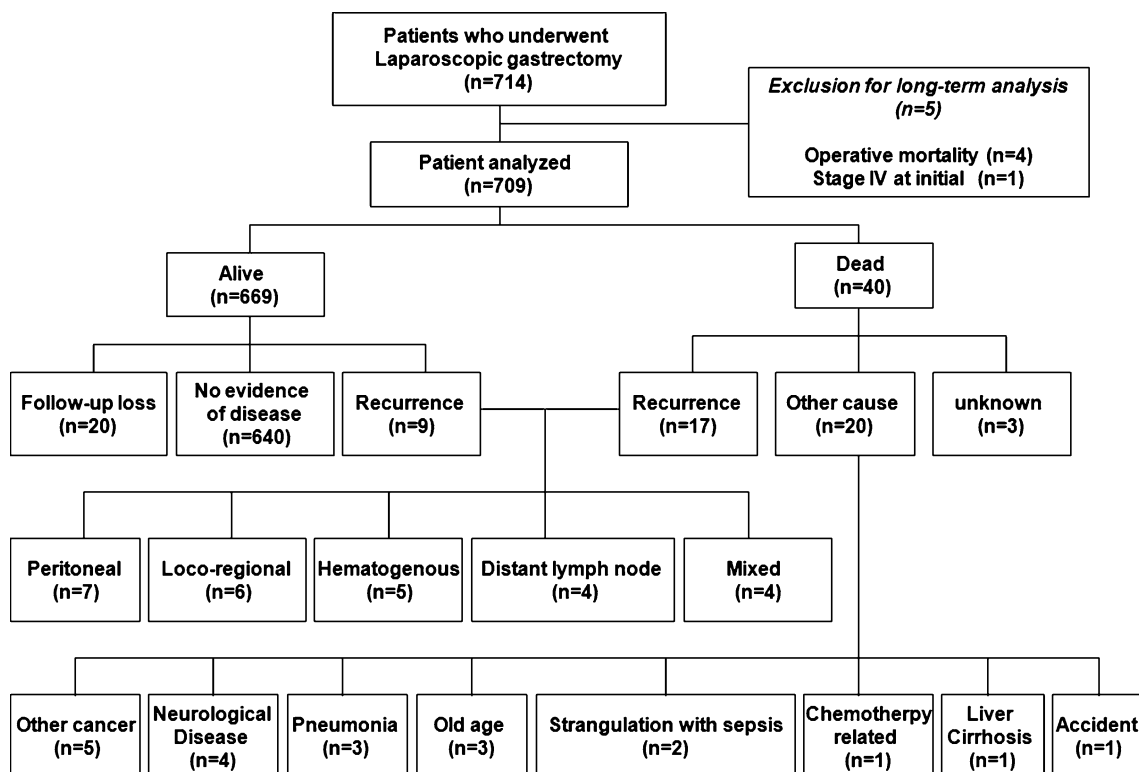 Patients who underwent
Laparoscopic gastrectomy
(n=714)
Exclusion for long-term analysis
(n=5)
Operative mortality (n=4)
Stage IV at initial (n=1)
Patient analyzed
(n=709)
Alive
(n=669)
Dead
(n=40)
Follow-up loss
(n=20)
No evidence
of disease
(n=640)
Recurrence
(n=9)
Recurrence
(n=17)
Other cause
(n=20)
unknown
(n=3)
Peritoneal
(n=7)
Loco-regional
(n=6)
Hematogenous
(n=5)
Distant lymph node
(n=4)
Mixed
(n=4)
Other cancer
(n=5)
Neurological
Disease
(n=4)
Pneumonia
(n=3)
Old age
(n=3)
Strangulation with sepsis
(n=2)
Chemotherpy
related
(n=1)
Liver
Cirrhosis
(n=1)
Accident
(n=1)